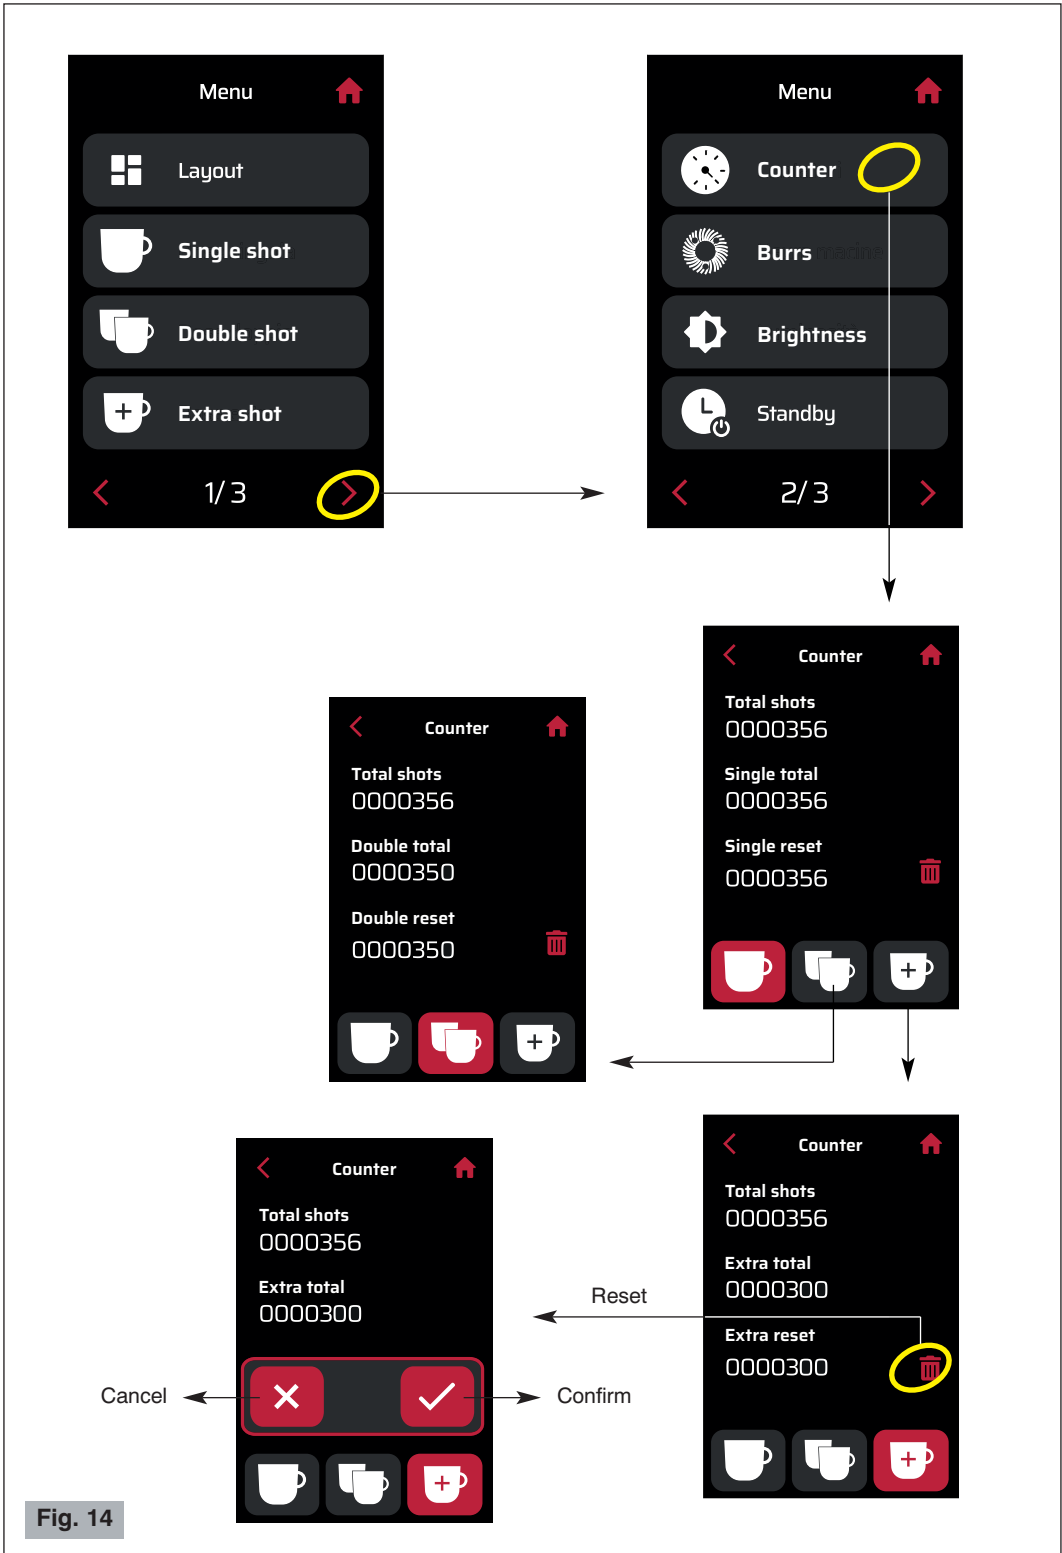 Menu
Layout
Single shot
Double shot
Extra shot
1/3
Menu
Counter
Burrs
Brightness
Standby
2/3
Counter
Total shots
0000356
Single total
0000356
Single reset
0000356
Counter
Total shots
0000356
Double total
0000350
Double reset
0000350
Counter
Total shots
0000356
Extra total
0000300
Extra reset
0000300
Reset
Counter
Total shots
0000356
Extra total
0000300
Cancel
Confirm
Fig. 14